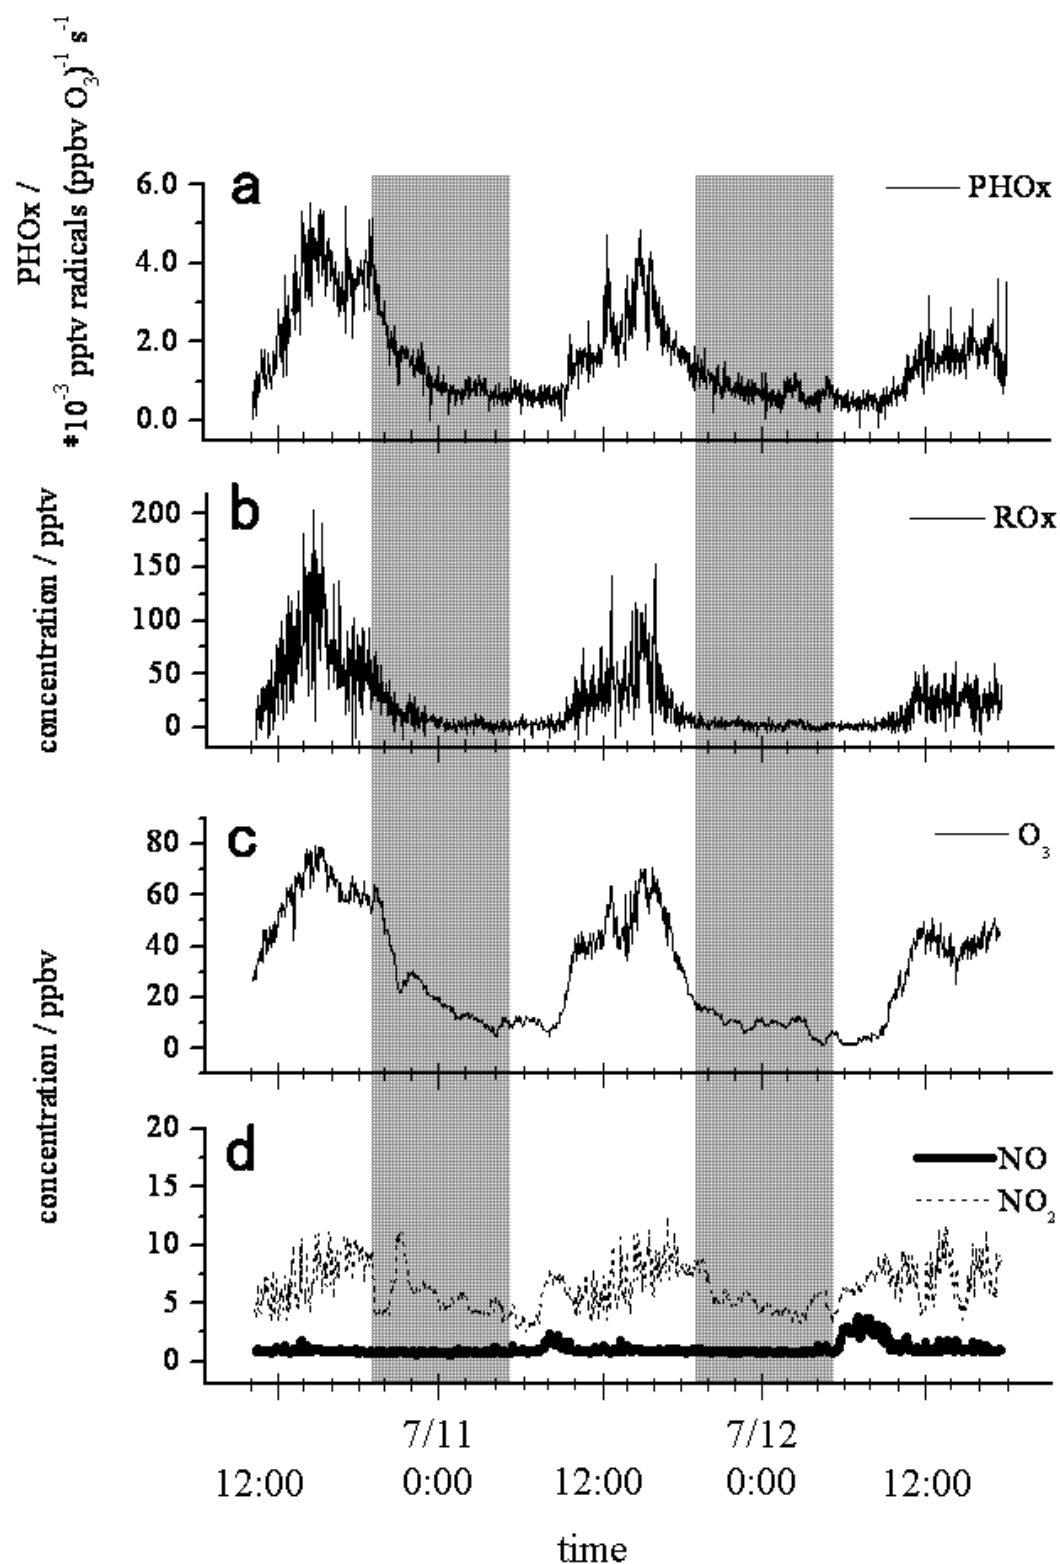 PHOx /
*10⁻³ pptv radicals (ppbv O₃)⁻¹ s⁻¹
a
PHOx
6.0
4.0
2.0
0.0
concentration / pptv
b
ROx
200
150
100
50
0
concentration / ppbv
c
O₃
80
60
40
20
0
d
NO
NO₂
20
15
10
5
0
7/11 7/12
12:00 0:00 12:00 0:00 12:00
time